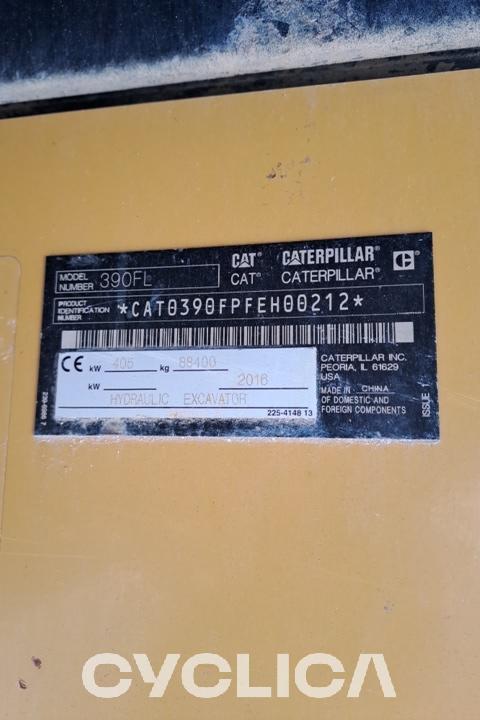 CAT® CATERPILLAR® C
CAT® CATERPILLAR®
MODEL NUMBER 390FL
PRODUCT IDENTIFICATION NUMBER *CAT0390FPFEH00212*
CE kW 405 kg 88400
kW 2016
HYDRAULIC EXCAVATOR
225-4148 13
CATERPILLAR INC.
PEORIA, IL 61629
USA
MADE IN CHINA
OF DOMESTIC AND
FOREIGN COMPONENTS
ISSUE
CYCLICA